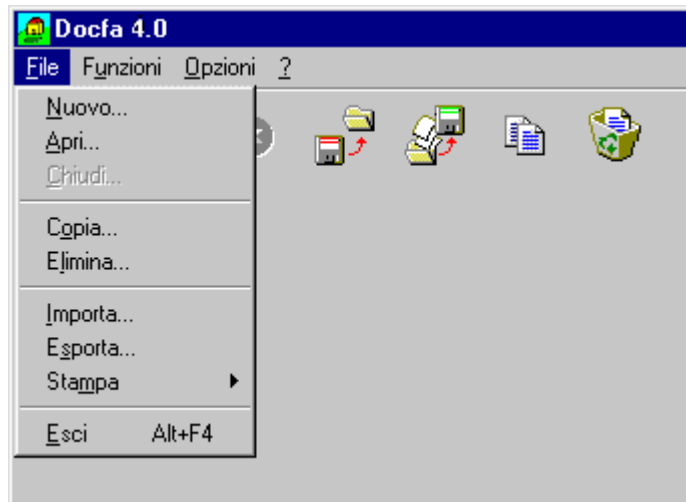 Docfa 4.0
File Funzioni Opzioni ?
Nuovo...
Apri...
Chiudi...
Copia...
Elimina...
Importa...
Esporta...
Stampa
Esci Alt+F4